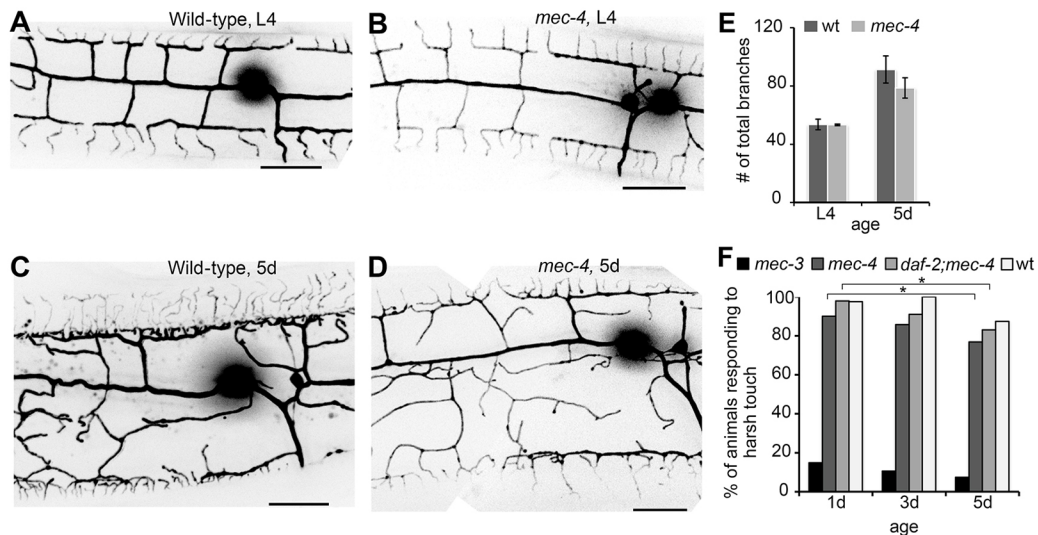 A
Wild-type, L4
B
mec-4, L4
E
wt mec-4
120
80
40
0
# of total branches
L4 5d
age
C
Wild-type, 5d
D
mec-4, 5d
F
mec-3 mec-4 daf-2;mec-4 wt
*
*
100
80
60
40
20
0
% of animals responding to
harsh touch
1d 3d 5d
age